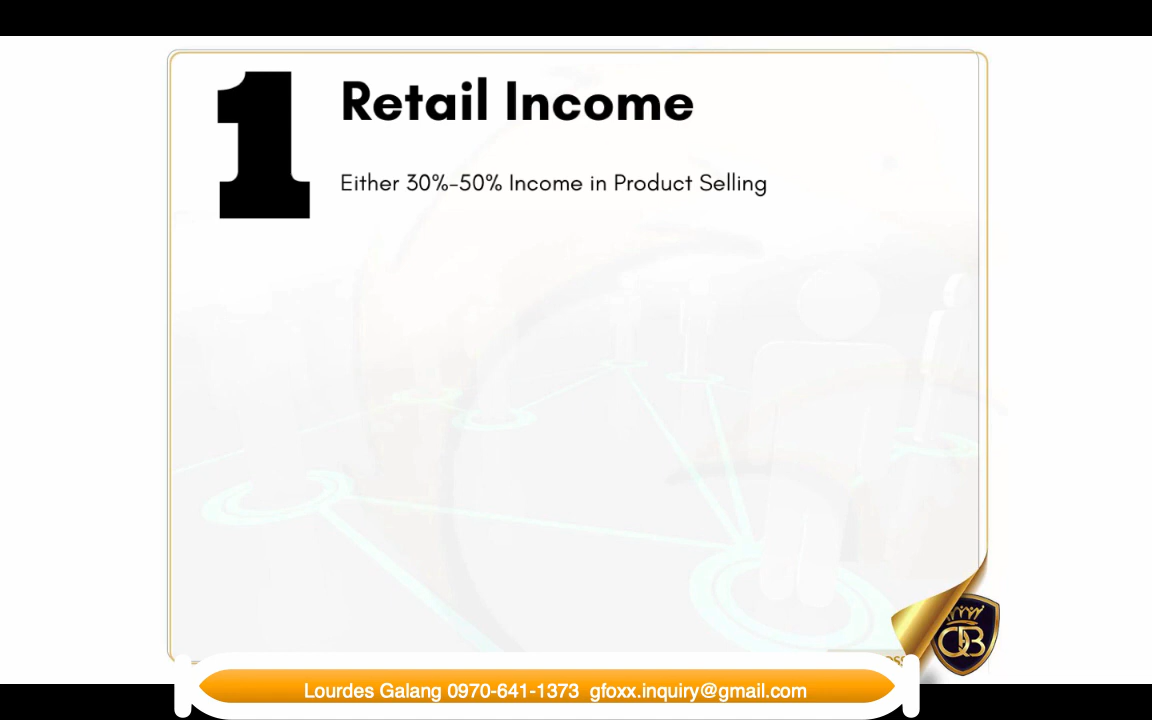 1
Retail Income
Either 30%-50% Income in Product Selling
Lourdes Galang 0970-641-1373 gfoxx.inquiry@gmail.com